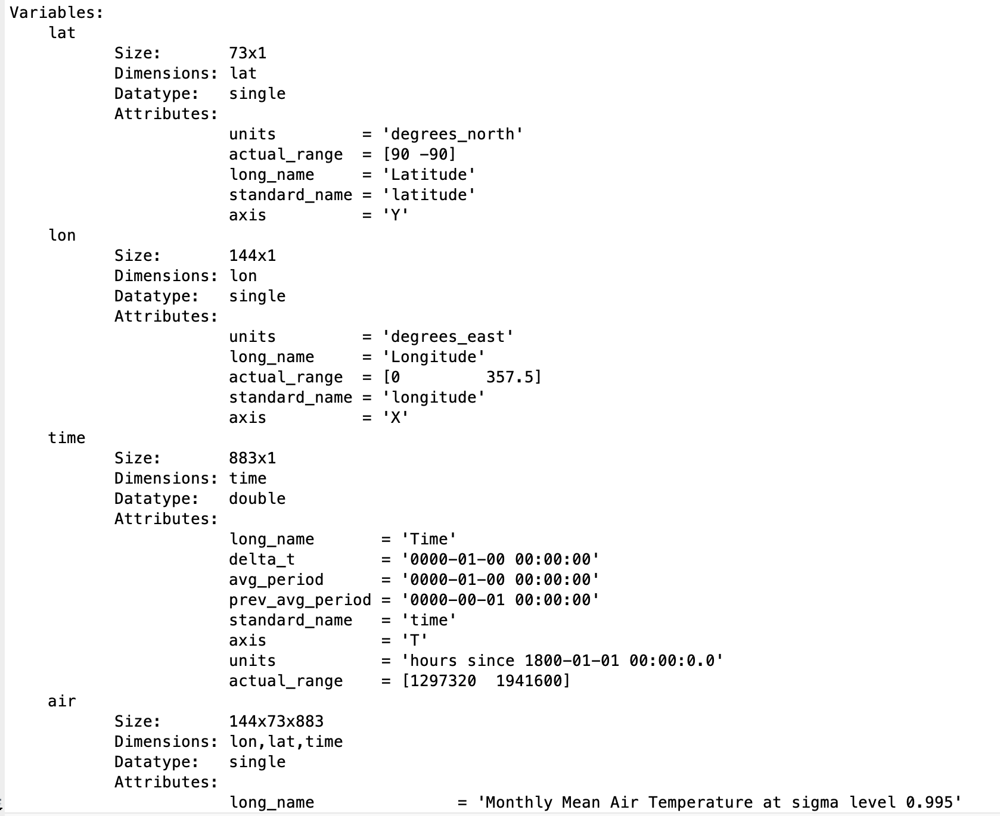 Variables:
lat
Size: 73x1
Dimensions: lat
Datatype: single
Attributes:
units = 'degrees_north'
actual_range = [90 -90]
long_name = 'Latitude'
standard_name = 'latitude'
axis = 'Y'
lon
Size: 144x1
Dimensions: lon
Datatype: single
Attributes:
units = 'degrees_east'
long_name = 'Longitude'
actual_range = [0 357.5]
standard_name = 'longitude'
axis = 'X'
time
Size: 883x1
Dimensions: time
Datatype: double
Attributes:
long_name = 'Time'
delta_t = '0000-01-00 00:00:00'
avg_period = '0000-01-00 00:00:00'
prev_avg_period = '0000-00-01 00:00:00'
standard_name = 'time'
axis = 'T'
units = 'hours since 1800-01-01 00:00:0.0'
actual_range = [1297320 1941600]
air
Size: 144x73x883
Dimensions: lon,lat,time
Datatype: single
Attributes:
long_name = 'Monthly Mean Air Temperature at sigma level 0.995'